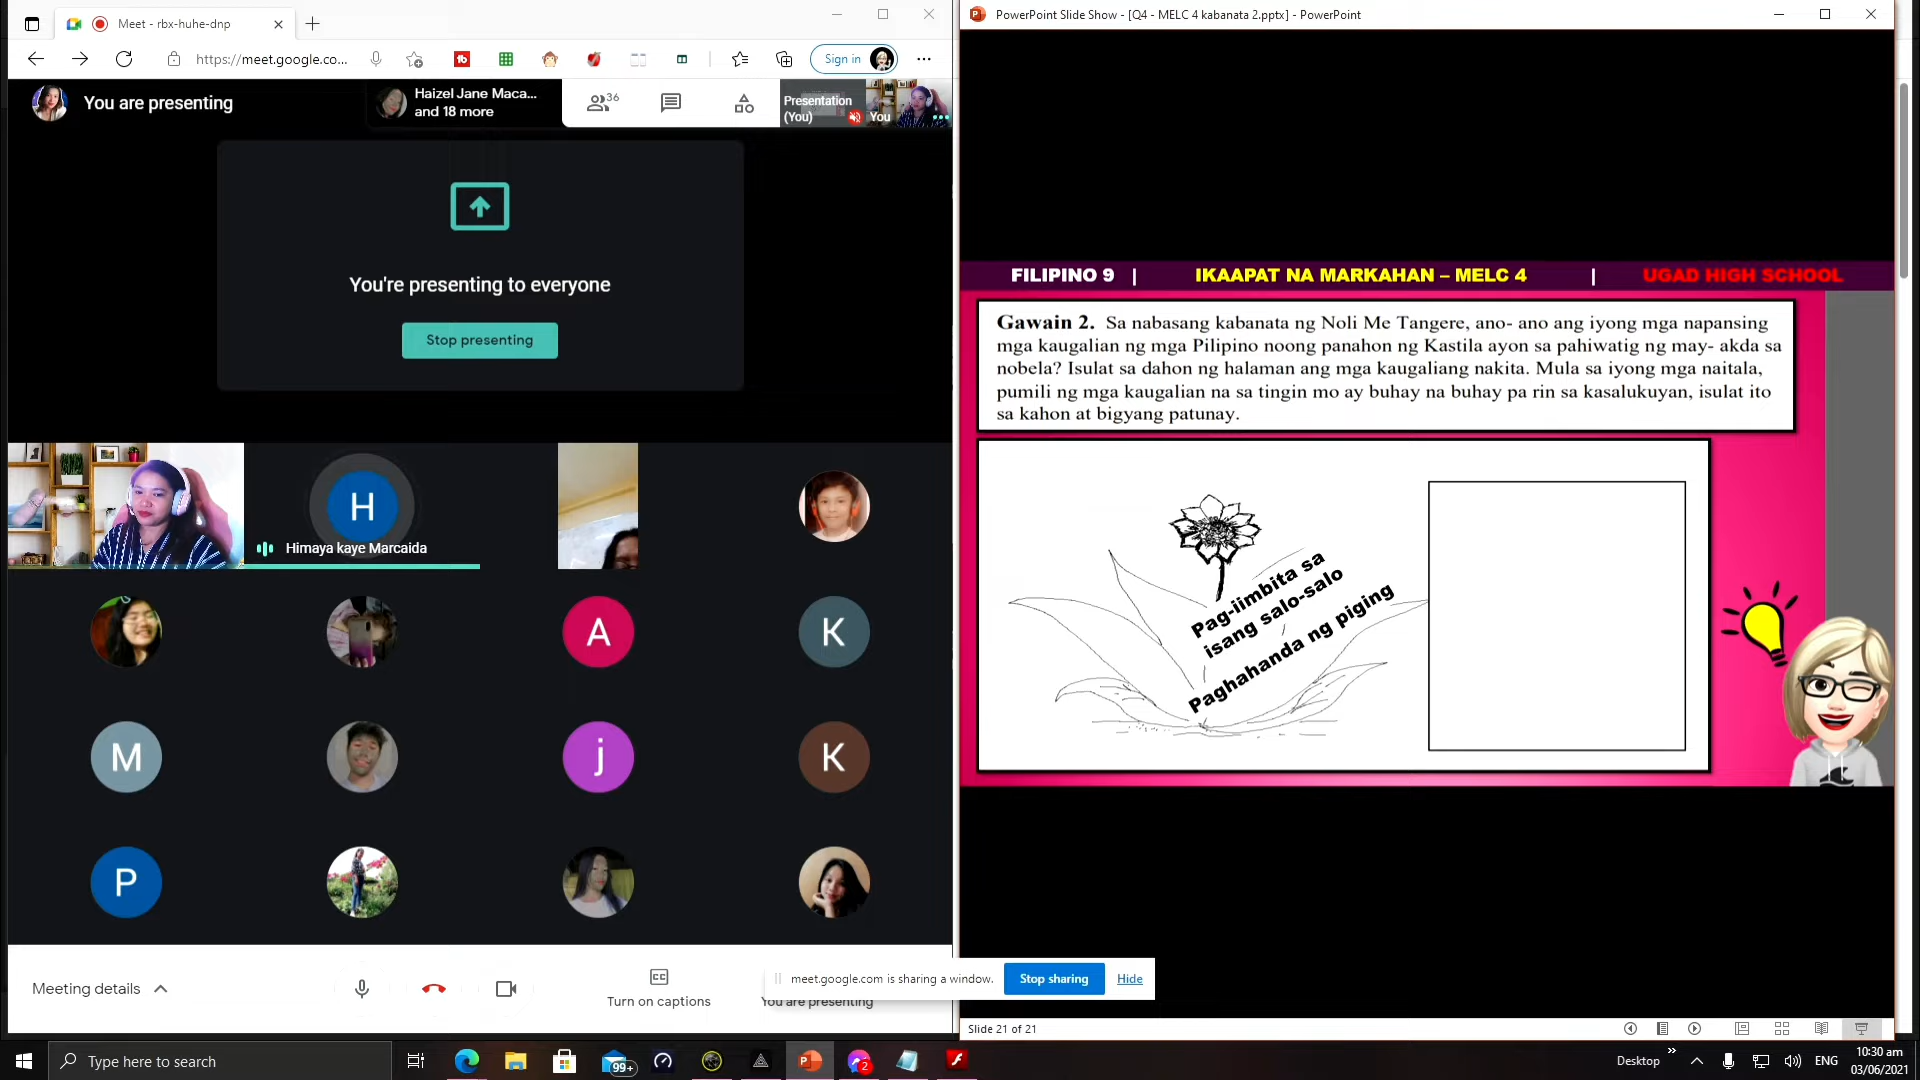 Meet - rbx-huhe-dnp
https://meet.google.co...
Sign in
You are presenting
Haizel Jane Maca...
and 18 more
36
Presentation
(You)
You
You're presenting to everyone
Stop presenting
H
Himaya kaye Marcaida
A
K
M
j
K
P
Meeting details
Turn on captions
You are presenting
meet.google.com is sharing a window.
Stop sharing
Hide
PowerPoint Slide Show - [Q4 - MELC 4 kabanata 2.pptx] - PowerPoint
FILIPINO 9 | IKAAPAT NA MARKAHAN – MELC 4 | UGAD HIGH SCHOOL
Gawain 2. Sa nabasang kabanata ng Noli Me Tangere, ano- ano ang iyong mga napansing
mga kaugalian ng mga Pilipino noong panahon ng Kastila ayon sa pahiwatig ng may- akda sa
nobela? Isulat sa dahon ng halaman ang mga kaugaliang nakita. Mula sa iyong mga naitala,
pumili ng mga kaugalian na sa tingin mo ay buhay na buhay pa rin sa kasalukuyan, isulat ito
sa kahon at bigyang patunay.
Pag-iimbita sa
isang salo-salo
Paghahanda ng piging
Slide 21 of 21
Type here to search
99+
2
Desktop
ENG
10:30 am
03/06/2021